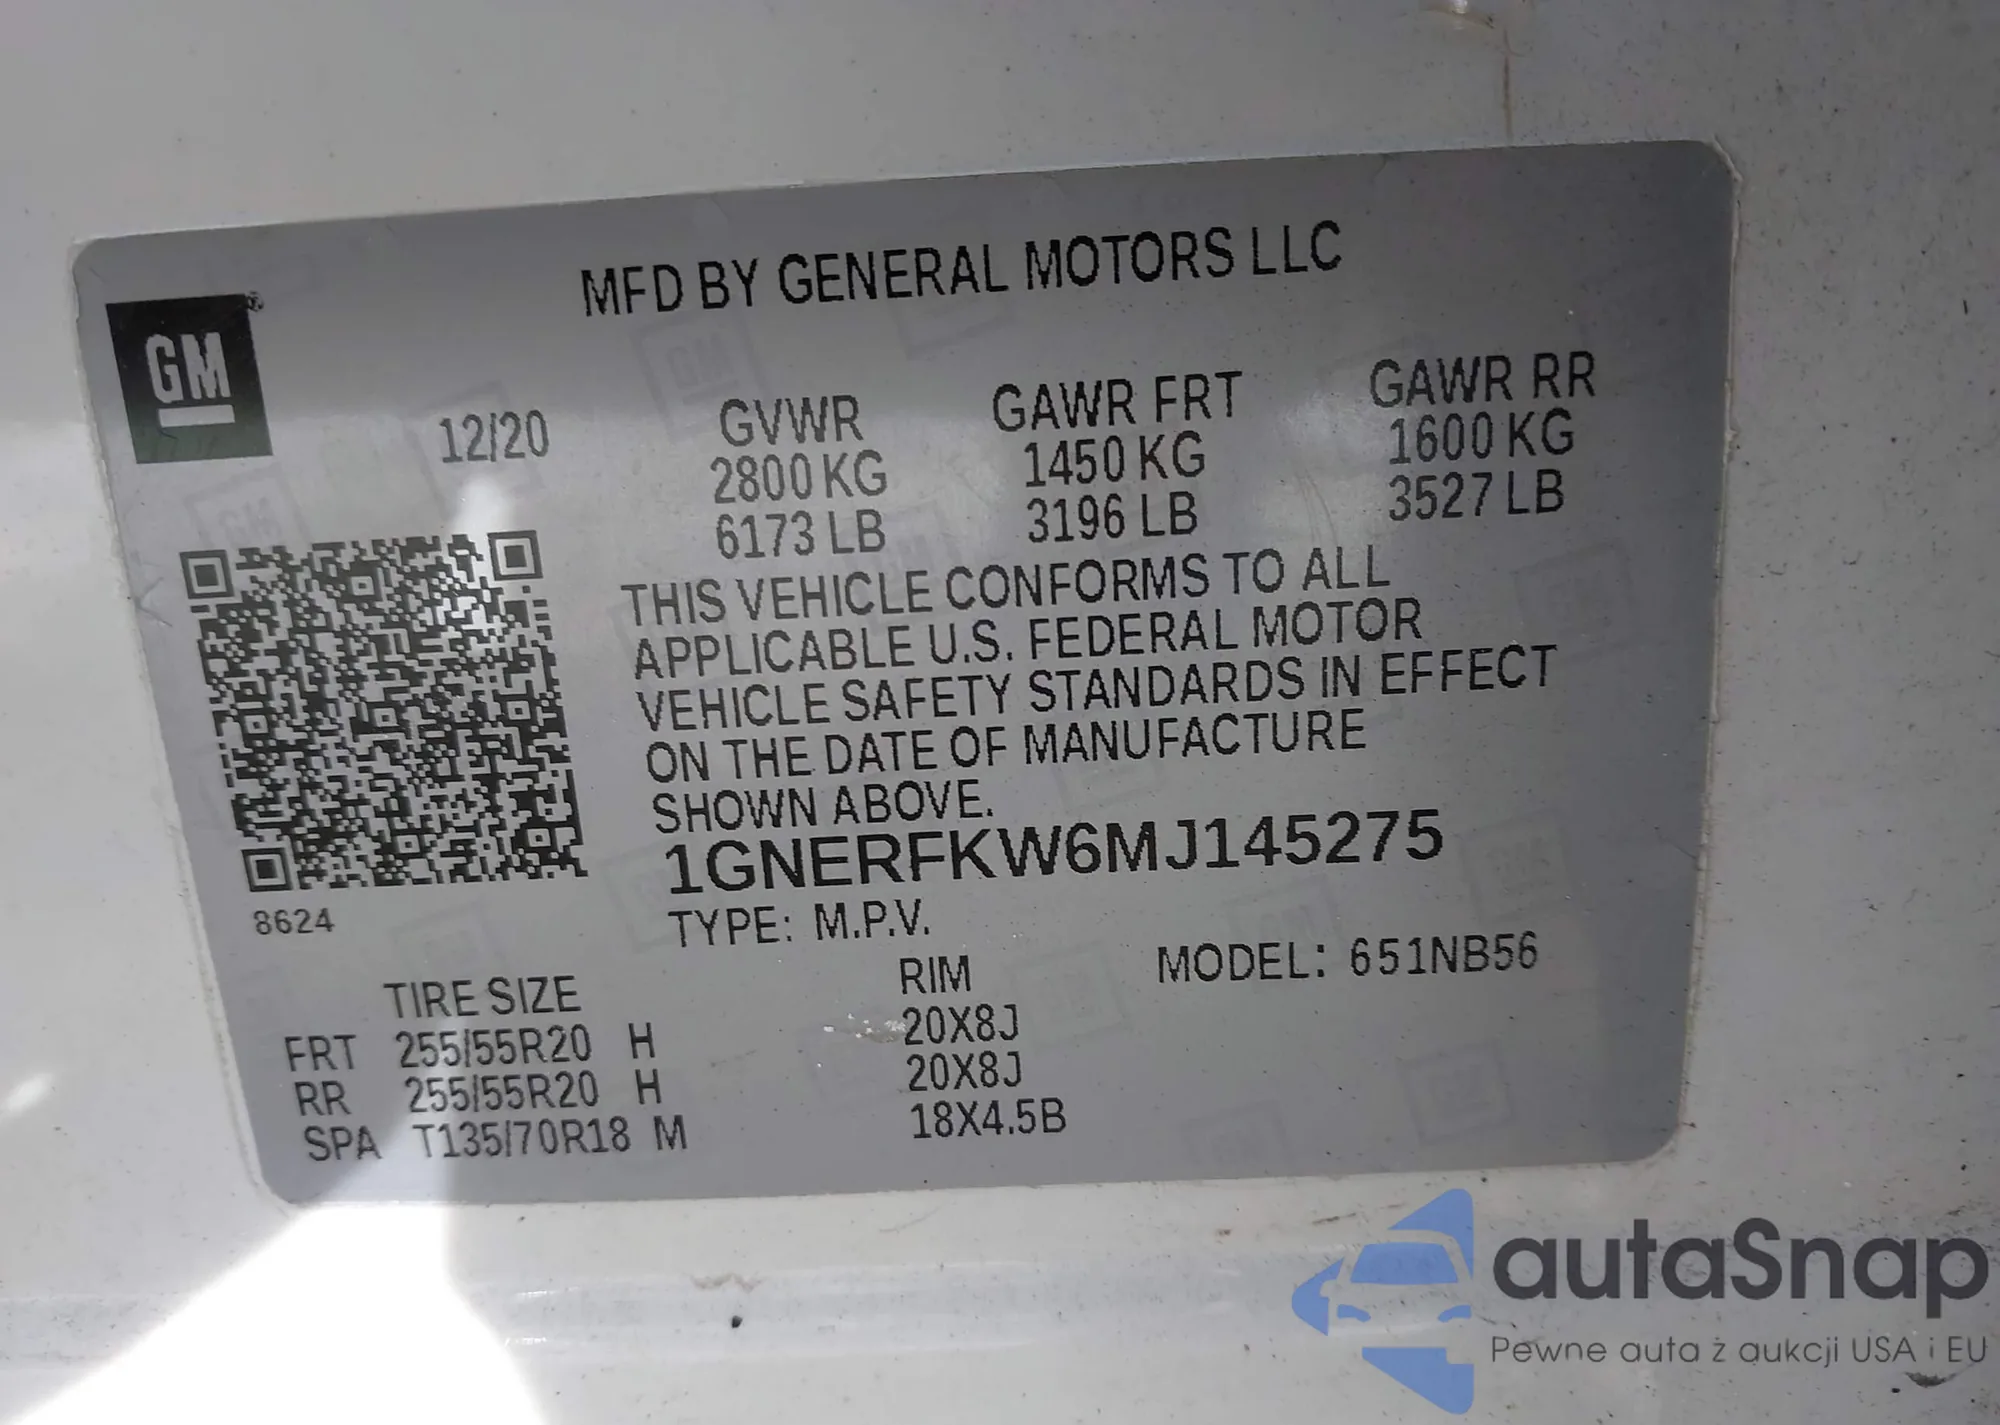 MFD BY GENERAL MOTORS LLC
GM
12/20 GVWR GAWR FRT GAWR RR
2800 KG 1450 KG 1600 KG
6173 LB 3196 LB 3527 LB
THIS VEHICLE CONFORMS TO ALL
APPLICABLE U.S. FEDERAL MOTOR
VEHICLE SAFETY STANDARDS IN EFFECT
ON THE DATE OF MANUFACTURE
SHOWN ABOVE.
1GNERFKW6MJ145275
8624
TYPE: M.P.V.
MODEL: 651NB56
TIRE SIZE RIM
FRT 255/55R20 H 20X8J
RR 255/55R20 H 20X8J
SPA T135/70R18 M 18X4.5B
autaSnap
Pewne auta z aukcji USA i EU